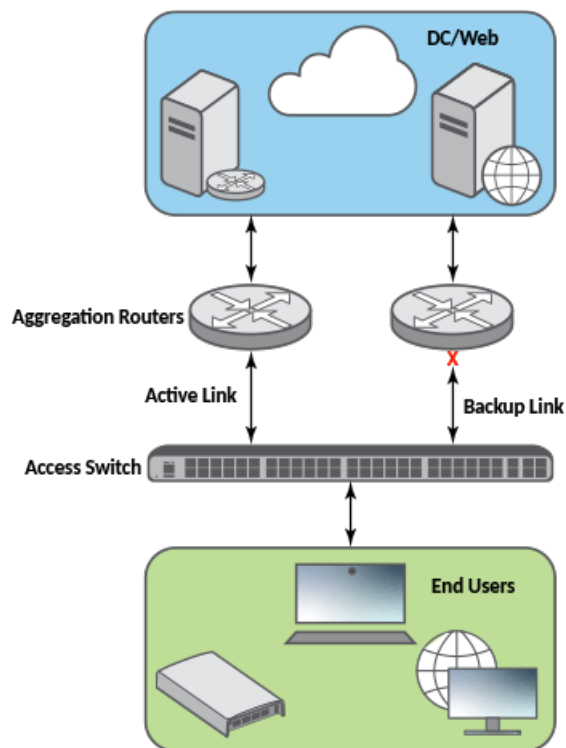 DC/Web
Aggregation Routers
X
Active Link
Backup Link
Access Switch
End Users